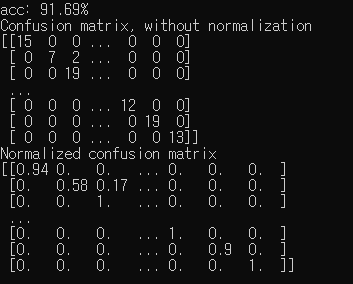 acc: 91.69%
Confusion matrix, without normalization
[[15  0  0 ...  0  0  0]
 [ 0  7  2 ...  0  0  0]
 [ 0  0 19 ...  0  0  0]
 ...
 [ 0  0  0 ... 12  0  0]
 [ 0  0  0 ...  0 19  0]
 [ 0  0  0 ...  0  0 13]]
Normalized confusion matrix
[[0.94 0.   0.   ... 0.   0.   0.  ]
 [0.   0.58 0.17 ... 0.   0.   0.  ]
 [0.   0.   1.   ... 0.   0.   0.  ]
 ...
 [0.   0.   0.   ... 1.   0.   0.  ]
 [0.   0.   0.   ... 0.   0.9  0.  ]
 [0.   0.   0.   ... 0.   0.   1.  ]]